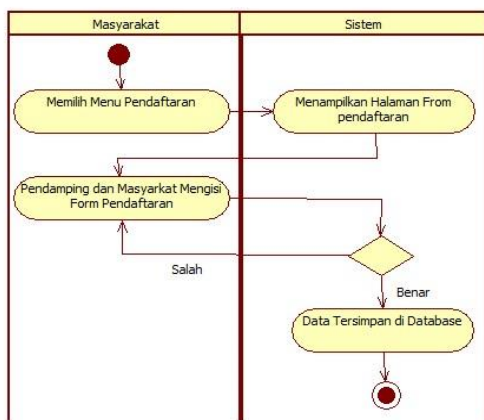 Masyarakat
Sistem
Memilih Menu Pendaftaran
Menampilkan Halaman From
pendaftaran
Pendamping dan Masyarkat Mengisi
Form Pendaftaran
Salah
Benar
Data Tersimpan di Database